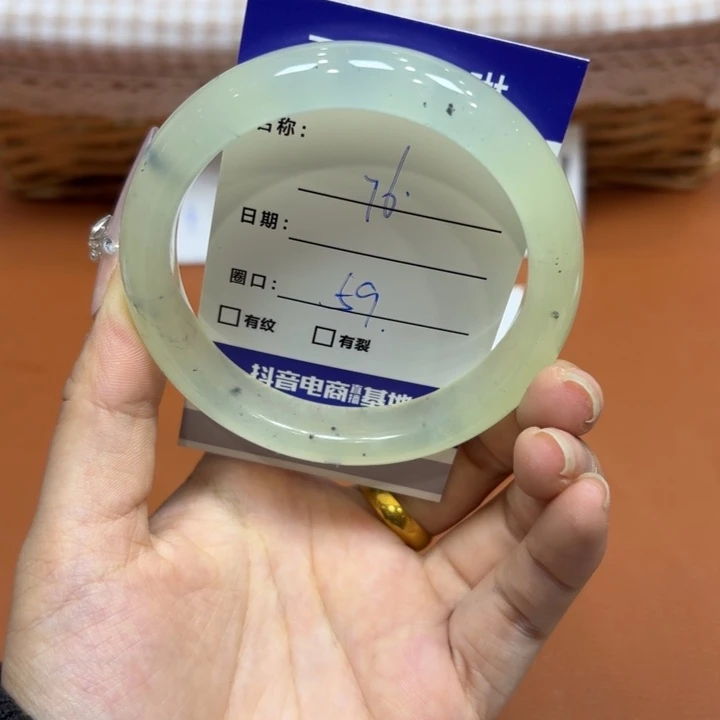 名称：
76.
日期：
圈口： 59.
□有纹 □有裂
抖音电商直播基地